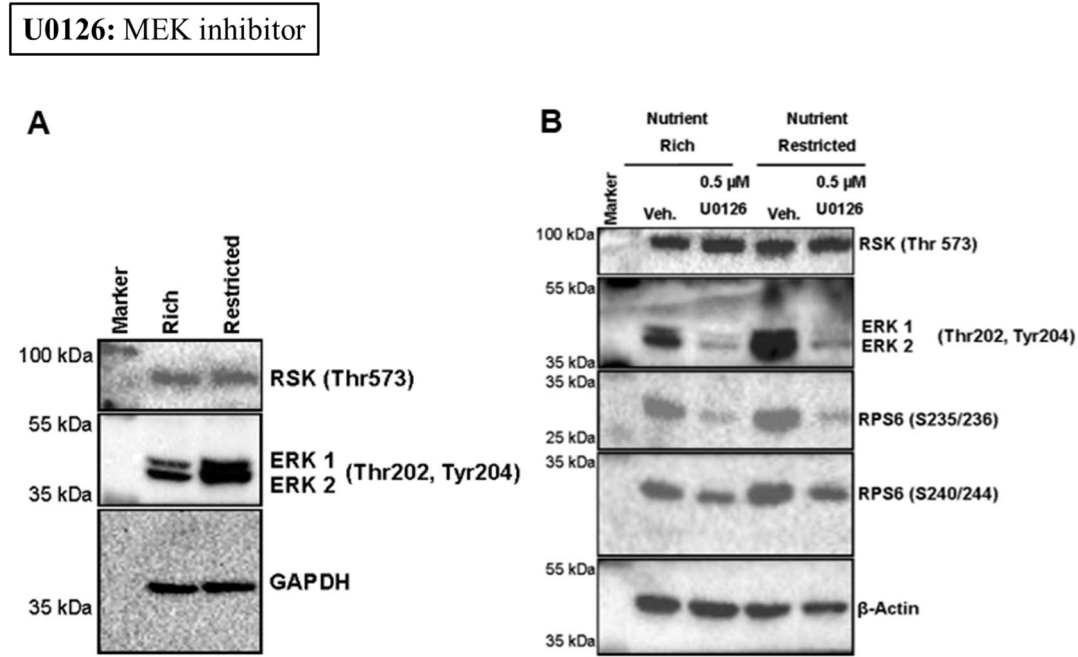 U0126: MEK inhibitor
A
Marker
Rich
Restricted
100 kDa
RSK (Thr573)
55 kDa
ERK 1
ERK 2
(Thr202, Tyr204)
35 kDa
GAPDH
35 kDa
B
Nutrient
Rich
Nutrient
Restricted
Marker
Veh.
0.5 µM
U0126
Veh.
0.5 µM
U0126
100 kDa
RSK (Thr 573)
55 kDa
ERK 1
ERK 2
(Thr202, Tyr204)
35 kDa
35 kDa
RPS6 (S235/236)
25 kDa
35 kDa
RPS6 (S240/244)
55 kDa
β-Actin
35 kDa